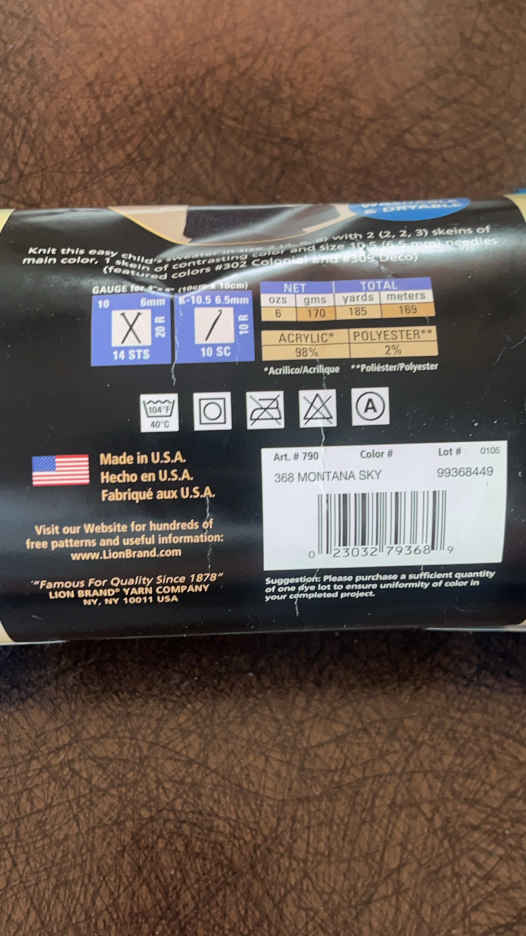 & DRYABLE
Knit this easy child's sweater with 2 (2, 2, 3) skeins of
main color, 1 skein of contrasting color and size 10.5 (6.5 mm) needles
(featured colors #302 Colonial and #305 Deco)
GAUGE for 4"x 4" (10cm x 10cm)
10 6mm
20 R
14 STS
K-10.5 6.5mm
10 R
10 SC
NET TOTAL
ozs gms yards meters
6 170 185 169
ACRYLIC* POLYESTER**
98% 2%
*Acrilico/Acrilique **Poliéster/Polyester
104°F
40°C
A
Made in U.S.A.
Hecho en U.S.A.
Fabriqué aux U.S.A.
Visit our Website for hundreds of
free patterns and useful information:
www.LionBrand.com
"Famous For Quality Since 1878"
LION BRAND® YARN COMPANY
NY, NY 10011 USA
Art. # 790 Color # Lot # 0105
368 MONTANA SKY 99368449
0 23032 79368 9
Suggestion: Please purchase a sufficient quantity
of one dye lot to ensure uniformity of color in
your completed project.